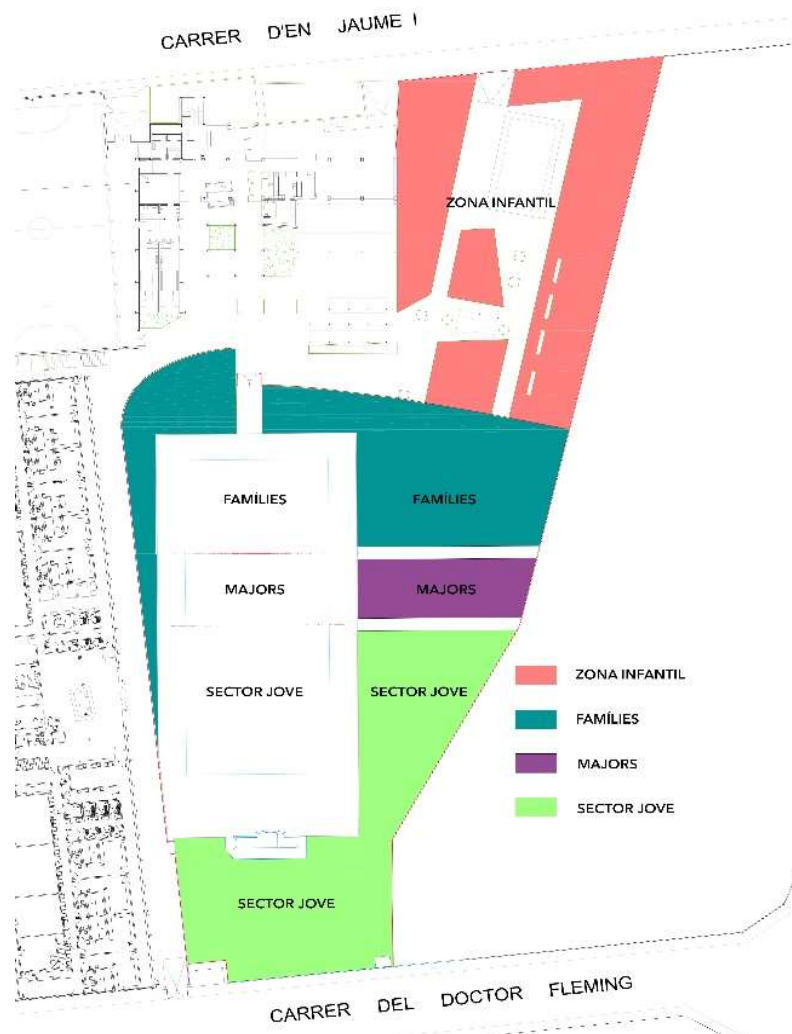 CARRER D'EN JAUME I
ZONA INFANTIL
FAMÍLIES FAMÍLIES
MAJORS MAJORS
SECTOR JOVE SECTOR JOVE
ZONA INFANTIL
FAMÍLIES
MAJORS
SECTOR JOVE
SECTOR JOVE
CARRER DEL DOCTOR FLEMING